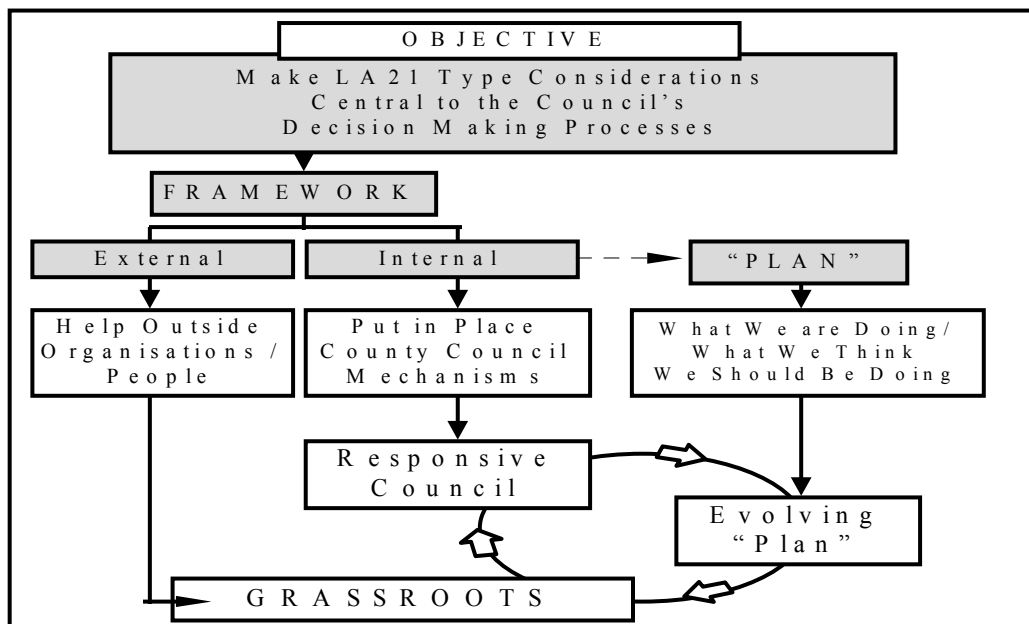 OBJECTIVE
Make LA21 Type Considerations
Central to the Council’s
Decision Making Processes
FRAMEWORK
External
Internal
“PLAN”
Help Outside
Organisations /
People
Put in Place
County Council
Mechanisms
What We are Doing/
What We Think
We Should Be Doing
Responsive
Council
Evolving
“Plan”
GRASSROOTS